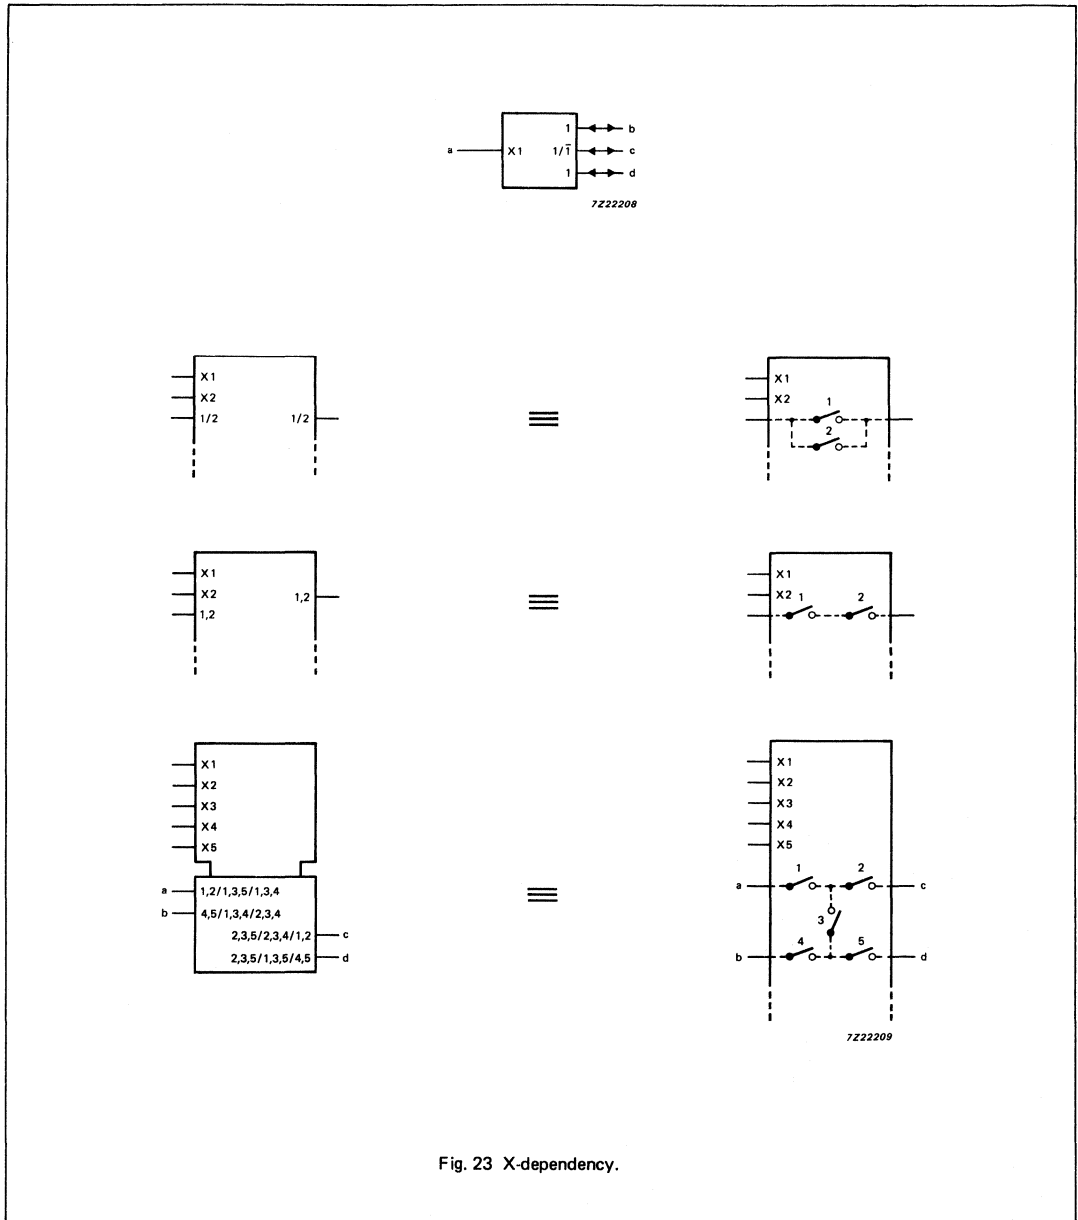 1 b
a X1 1/1̅ c
1 d
7Z22208
X1
X2
1/2 1/2
X1
X2
1
2
X1
X2
1,2
1,2
X1
X2
1 2
X1
X2
X3
X4
X5
a 1,2/1,3,5/1,3,4
b 4,5/1,3,4/2,3,4
2,3,5/2,3,4/1,2 c
2,3,5/1,3,5/4,5 d
X1
X2
X3
X4
X5
1 2
a c
3
4 5
b d
7Z22209
Fig. 23 X-dependency.